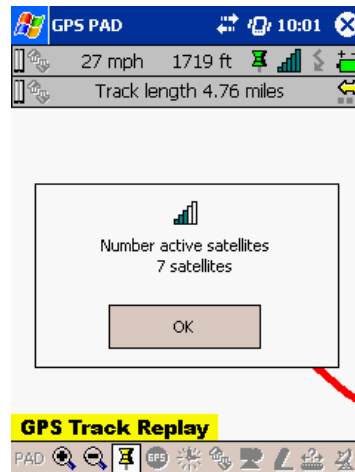 GPS PAD 10:01
27 mph 1719 ft
Track length 4.76 miles
Number active satellites
7 satellites
OK
GPS Track Replay
PAD GPS